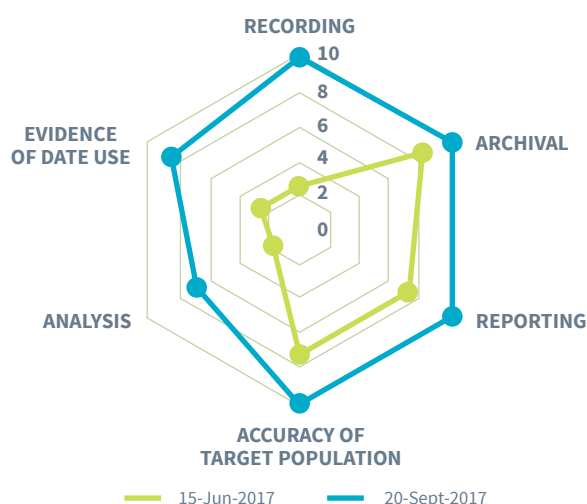 RECORDING
10
8
6
4
2
0
EVIDENCE
OF DATE USE
ARCHIVAL
ANALYSIS
REPORTING
ACCURACY OF
TARGET POPULATION
15-Jun-2017
20-Sept-2017